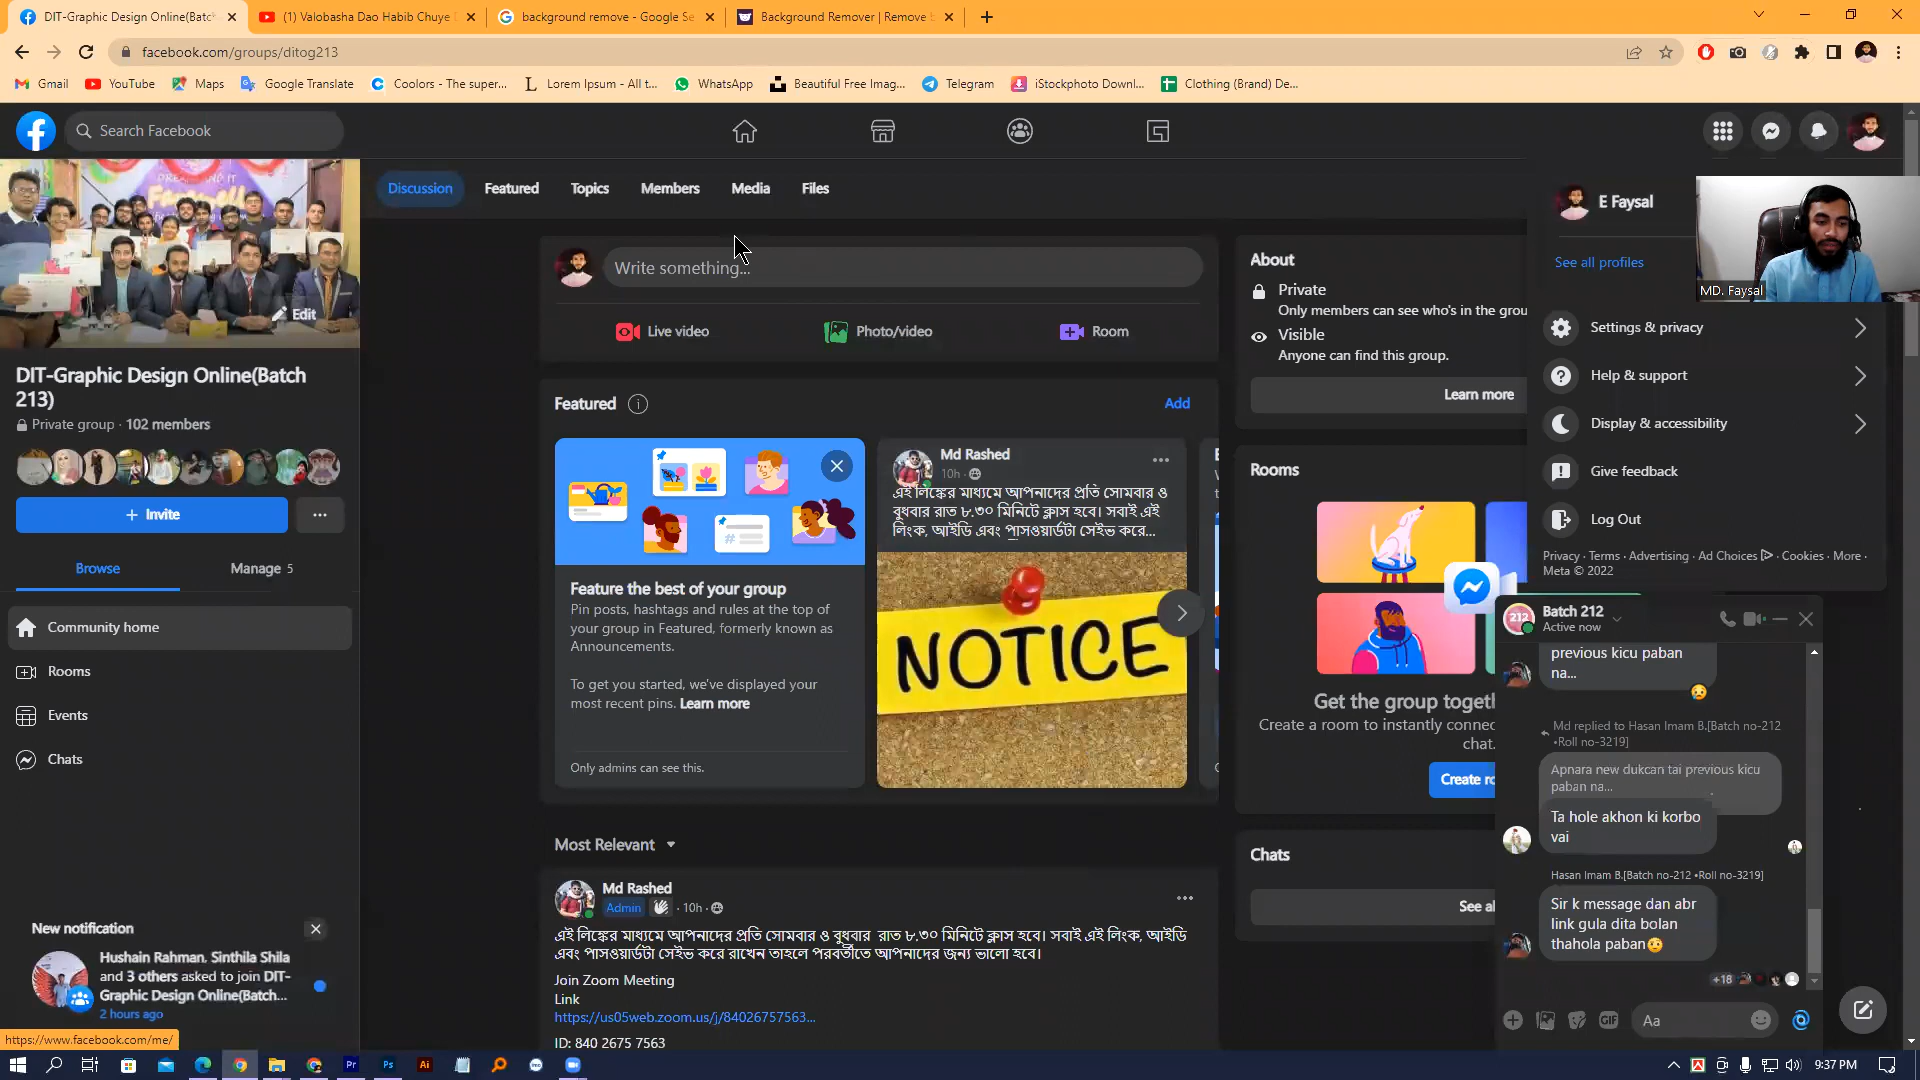 DIT-Graphic Design Online(Batch
(1) Valobasha Dao Habib Chuye
background remove - Google Se
Background Remover | Remove
facebook.com/groups/ditog213
Gmail
YouTube
Maps
Google Translate
Coolors - The super...
Lorem Ipsum - All t...
WhatsApp
Beautiful Free Imag...
Telegram
iStockphoto Downl...
Clothing (Brand) De...
Search Facebook
Discussion
Featured
Topics
Members
Media
Files
Edit
DIT-Graphic Design Online(Batch
213)
Private group · 102 members
+ Invite
Browse
Manage 5
Community home
Rooms
Events
Chats
New notification
Hushain Rahman, Sinthila Shila
and 3 others asked to join DIT-
Graphic Design Online(Batch...
2 hours ago
https://www.facebook.com/me/
Write something...
Live video
Photo/video
Room
Featured
Add
Feature the best of your group
Pin posts, hashtags and rules at the top of
your group in Featured, formerly known as
Announcements.
To get you started, we've displayed your
most recent pins. Learn more
Only admins can see this.
Md Rashed
10h
এই লিঙ্কের মাধ্যমে আপনাদের প্রতি সোমবার ও
বুধবার রাত ৮.৩০ মিনিটে ক্লাস হবে। সবাই এই
লিংক, আইডি এবং পাসওয়ার্ডটা সেইভ করে...
NOTICE
Most Relevant
Md Rashed
Admin · 10h ·
এই লিঙ্কের মাধ্যমে আপনাদের প্রতি সোমবার ও বুধবার রাত ৮.৩০ মিনিটে ক্লাস হবে। সবাই এই লিংক, আইডি
এবং পাসওয়ার্ডটা সেইভ করে রাখেন তাহলে পরবর্তীতে আপনাদের জন্য ভালো হবে।
Join Zoom Meeting
Link
https://us05web.zoom.us/j/84026757563...
ID: 840 2675 7563
About
Private
Only members can see who's in the grou
Visible
Anyone can find this group.
Learn more
Rooms
Get the group togeth
Create a room to instantly connec
chat.
Create ro
Chats
See al
E Faysal
See all profiles
MD. Faysal
Settings & privacy
Help & support
Display & accessibility
Give feedback
Log Out
Privacy · Terms · Advertising · Ad Choices · Cookies · More ·
Meta © 2022
212
Batch 212
Active now
previous kicu paban
na...
😥
Md replied to Hasan Imam B.[Batch no-212
•Roll no-3219]
Apnara new dukcan tai previous kicu
paban na...
Ta hole akhon ki korbo
vai
Hasan Imam B.[Batch no-212 •Roll no-3219]
Sir k message dan abr
link gula dita bolan
thahola paban😳
+18
GIF
Aa
Pr
Ps
Ai
9:37 PM